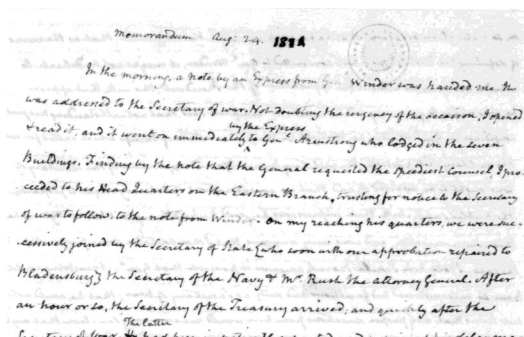 Memorandum Aug: 24. 1814
In the morning, a note by an Express from Genl Winder was handed me. It
was addressed to the Secretary of war. Not doubting the urgency of the occasion, I opened
& read it, and it went on immediately by the Express to Genl. Armstrong who lodged in the seven
Buildings. Finding by the note that the General requested the speediest counsel, I pro
ceeded to his Head Quarters on the Eastern Branch, trusting for notice to the Secretary
of war to follow, to the note from Winder. On my reaching his quarters, we were suc
cessively joined by the Secretary of State [who soon with our approbation repaired to
Bladensburg] the Secretary of the Navy & Mr. Rush the Attorney General. After
an hour or so, the Secretary of the Treasury arrived, and quickly after the
The latter